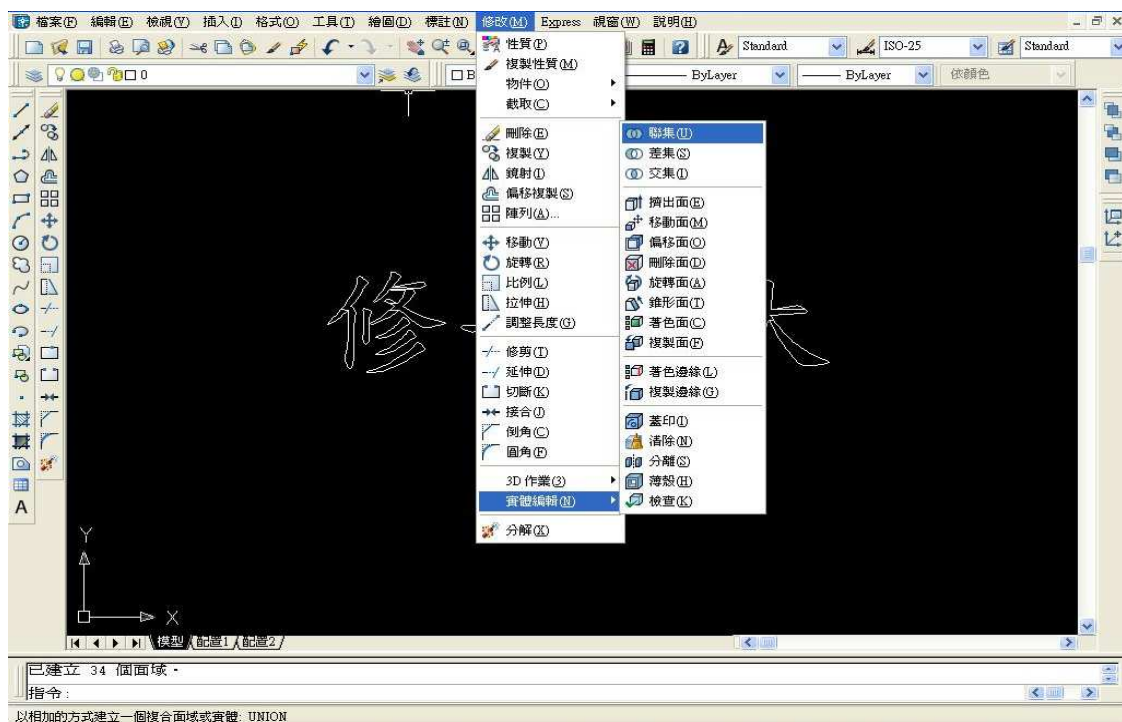 檔案(F) 編輯(E) 檢視(V) 插入(I) 格式(O) 工具(T) 繪圖(D) 標註(N) 修改(M) Express 視窗(W) 說明(H)
Standard ISO-25 Standard
0 ByLayer ByLayer 依顏色
性質(P)
複製性質(M)
物件(O)
截取(C)
刪除(E)
複製(Y)
鏡射(I)
偏移複製(S)
陣列(A)...
移動(V)
旋轉(R)
比例(L)
拉伸(H)
調整長度(G)
修剪(T)
延伸(D)
切斷(K)
接合(J)
倒角(C)
圓角(F)
3D 作業(3)
實體編輯(N)
分解(X)
聯集(U)
差集(S)
交集(I)
擠出面(E)
移動面(M)
偏移面(O)
刪除面(D)
旋轉面(A)
錐形面(T)
著色面(C)
複製面(F)
著色邊緣(L)
複製邊緣(G)
蓋印(I)
清除(N)
分離(S)
薄殼(H)
檢查(K)
修
A
Y
X
模型 配置1 配置2
已建立 34 個面域。
指令:
以相加的方式建立一個複合面域或實體: UNION